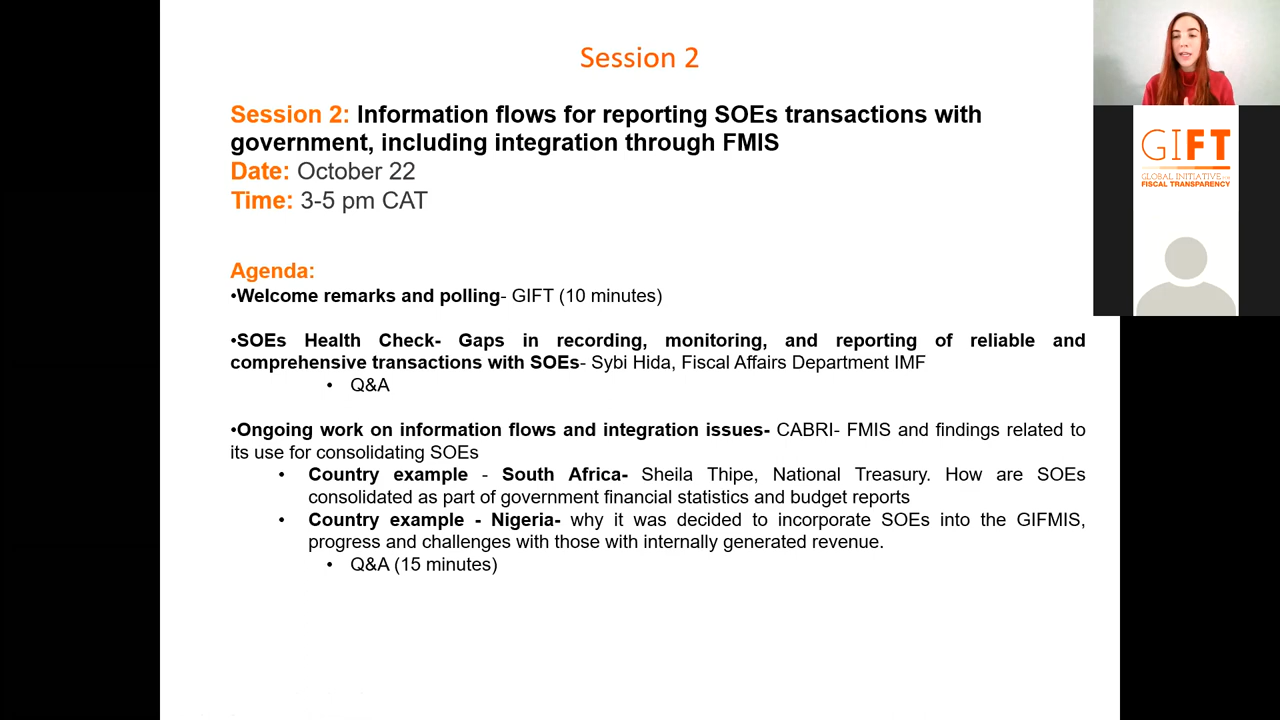 Session 2
Session 2: Information flows for reporting SOEs transactions with
government, including integration through FMIS
Date: October 22
Time: 3-5 pm CAT
Agenda:
•Welcome remarks and polling- GIFT (10 minutes)
•SOEs Health Check- Gaps in recording, monitoring, and reporting of reliable and
comprehensive transactions with SOEs- Sybi Hida, Fiscal Affairs Department IMF
• Q&A
•Ongoing work on information flows and integration issues- CABRI- FMIS and findings related to
its use for consolidating SOEs
• Country example - South Africa- Sheila Thipe, National Treasury. How are SOEs
consolidated as part of government financial statistics and budget reports
• Country example - Nigeria- why it was decided to incorporate SOEs into the GIFMIS,
progress and challenges with those with internally generated revenue.
• Q&A (15 minutes)
GIFT
GLOBAL INITIATIVE
FISCAL TRANSPARENCY